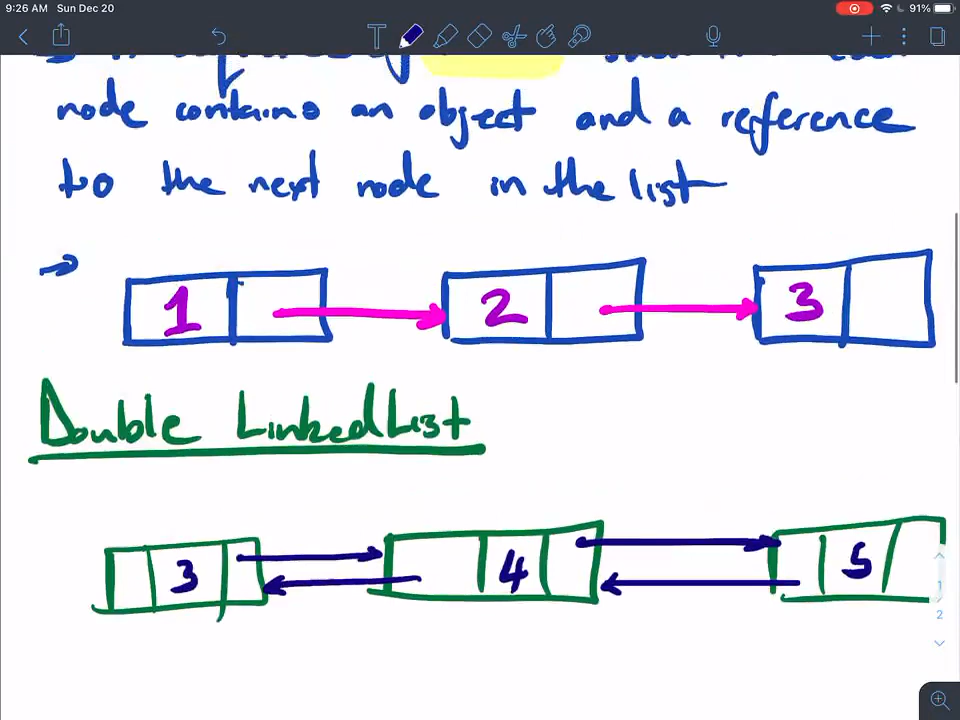 9:26 AM Sun Dec 20
91%
node contains an object and a reference
to the next node in the list
1 2 3
Double LinkedList
3 4 5
1
2